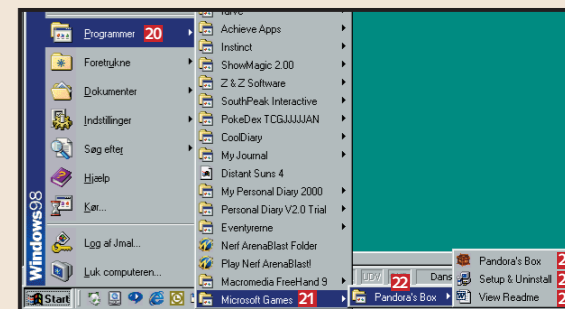 Programmer 20
Foretrukne
Dokumenter
Indstillinger
Søg efter
Hjælp
Kør...
Log af Jmal...
Luk computeren...
Windows98
Start
Achieve Apps
Instinct
ShowMagic 2.00
Z & Z Software
SouthPeak Interactive
PokeDex TCGJJJJJAN
CoolDiary
My Journal
Distant Suns 4
My Personal Diary 2000
Personal Diary V2.0 Trial
Eventyrerne
Nerf ArenaBlast Folder
Play Nerf ArenaBlast!
Macromedia FreeHand 9
Microsoft Games 21
UDV
22
Dans
Pandora's Box
Pandora's Box
Setup & Uninstall
View Readme